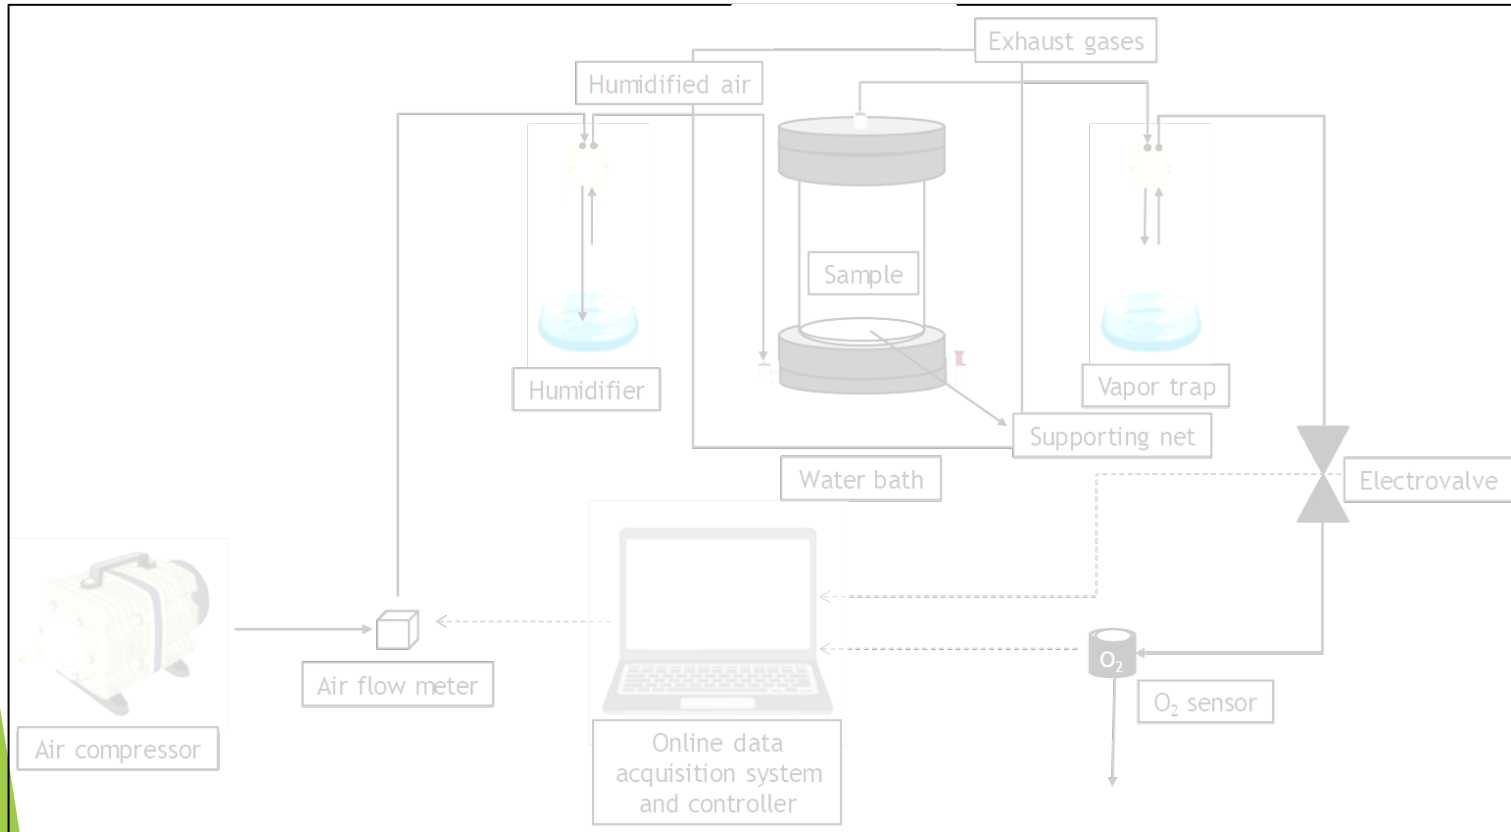 Exhaust gases
Humidified air
Sample
Humidifier
Vapor trap
Supporting net
Water bath
Electrovalve
O₂
Air flow meter
O₂ sensor
Air compressor
Online data
acquisition system
and controller